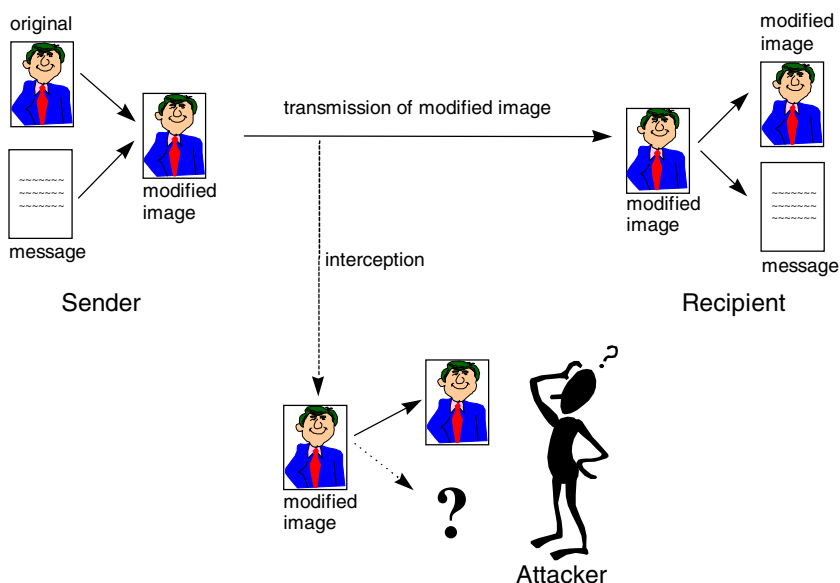 original
message
Sender
modified
image
transmission of modified image
interception
modified
image
modified
image
message
Recipient
modified
image
?
?
Attacker